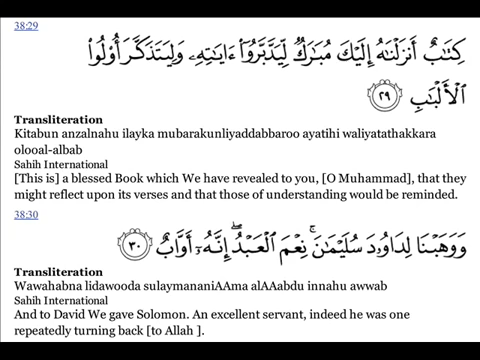 38:29
كِتَٰبٌ أَنزَلْنَٰهُ إِلَيْكَ مُبَٰرَكٌ لِّيَدَّبَّرُوٓا۟ ءَايَٰتِهِۦ وَلِيَتَذَكَّرَ أُو۟لُوا۟
ٱلْأَلْبَٰبِ ٢٩
Transliteration
Kitabun anzalnahu ilayka mubarakunliyaddabbaroo ayatihi waliyatathakkara
olooal-albab
Sahih International
[This is] a blessed Book which We have revealed to you, [O Muhammad], that they
might reflect upon its verses and that those of understanding would be reminded.
38:30
وَوَهَبْنَا لِدَاوُۥدَ سُلَيْمَٰنَ ۚ نِعْمَ ٱلْعَبْدُ ۖ إِنَّهُۥٓ أَوَّابٌ ٣٠
Transliteration
Wawahabna lidawooda sulaymananiAAma alAAabdu innahu awwab
Sahih International
And to David We gave Solomon. An excellent servant, indeed he was one
repeatedly turning back [to Allah ].